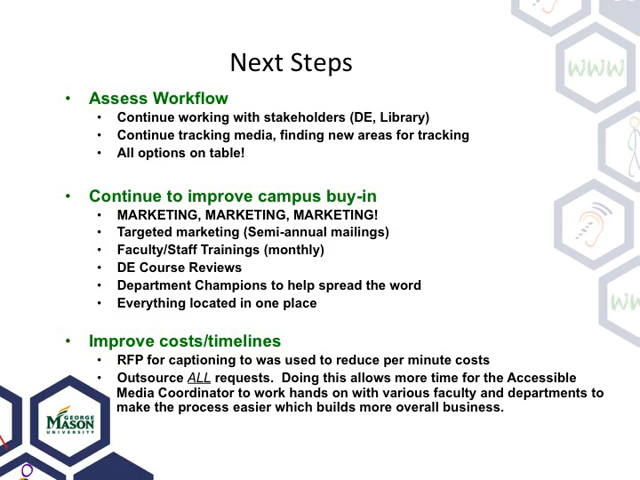 Next Steps
• Assess Workflow
• Continue working with stakeholders (DE, Library)
• Continue tracking media, finding new areas for tracking
• All options on table!
• Continue to improve campus buy-in
• MARKETING, MARKETING, MARKETING!
• Targeted marketing (Semi-annual mailings)
• Faculty/Staff Trainings (monthly)
• DE Course Reviews
• Department Champions to help spread the word
• Everything located in one place
• Improve costs/timelines
• RFP for captioning to was used to reduce per minute costs
• Outsource ALL requests.  Doing this allows more time for the Accessible
Media Coordinator to work hands on with various faculty and departments to
make the process easier which builds more overall business.
www
GEORGE
MASON
UNIVERSITY